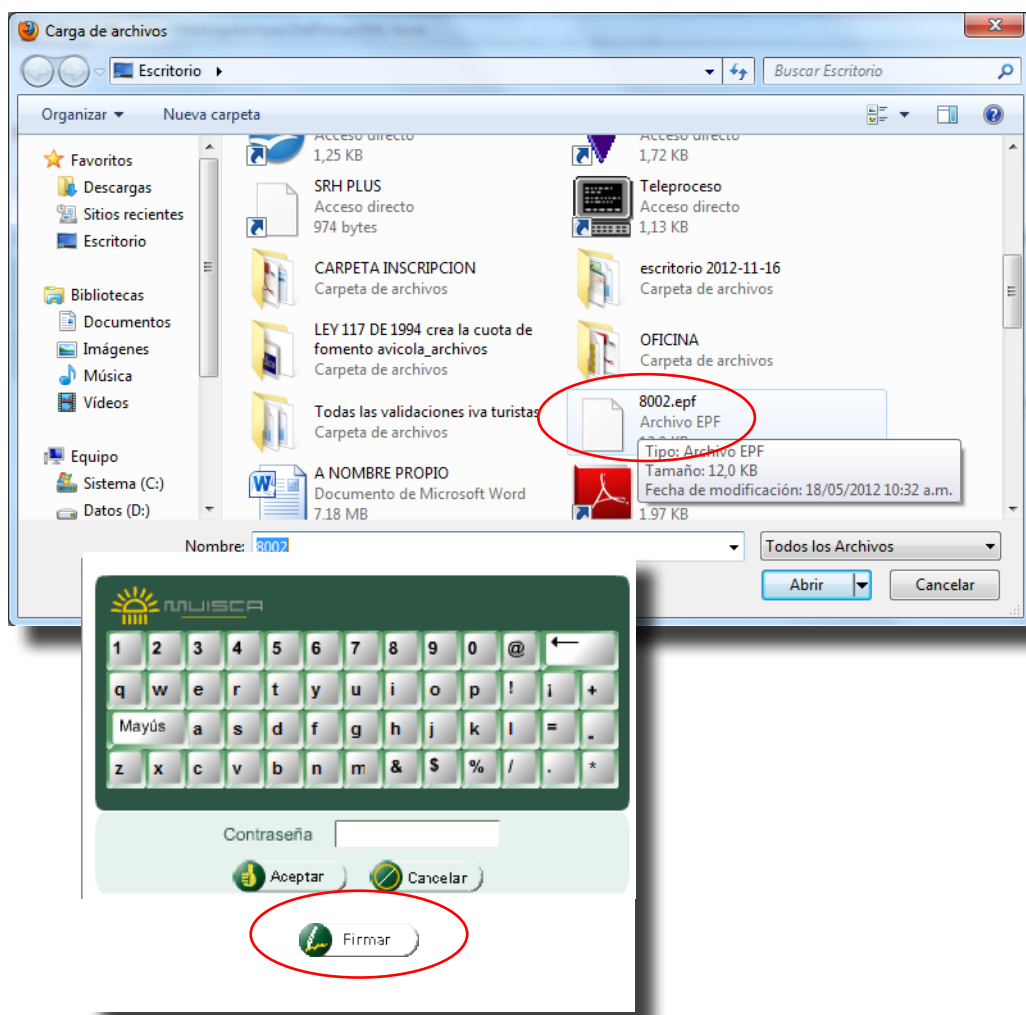 Carga de archivos
Escritorio
Buscar Escritorio
Organizar
Nueva carpeta
Favoritos
Descargas
Sitios recientes
Escritorio
Bibliotecas
Documentos
Imágenes
Música
Vídeos
Equipo
Sistema (C:)
Datos (D:)
Acceso directo
1,25 KB
Acceso directo
1,72 KB
SRH PLUS
Acceso directo
974 bytes
Teleproceso
Acceso directo
1,13 KB
CARPETA INSCRIPCION
Carpeta de archivos
escritorio 2012-11-16
Carpeta de archivos
LEY 117 DE 1994 crea la cuota de
fomento avicola_archivos
Carpeta de archivos
OFICINA
Carpeta de archivos
Todas las validaciones iva turistas
Carpeta de archivos
8002.epf
Archivo EPF
Tipo: Archivo EPF
Tamaño: 12,0 KB
Fecha de modificación: 18/05/2012 10:32 a.m.
A NOMBRE PROPIO
Documento de Microsoft Word
7.18 MB
1.97 KB
Nombre: 8002
Todos los Archivos
Abrir
Cancelar
MUISCA
1 2 3 4 5 6 7 8 9 0 @
q w e r t y u i o p ! ¡ +
Mayús a s d f g h j k l = -
z x c v b n m & $ % / . *
Contraseña
Aceptar
Cancelar
Firmar